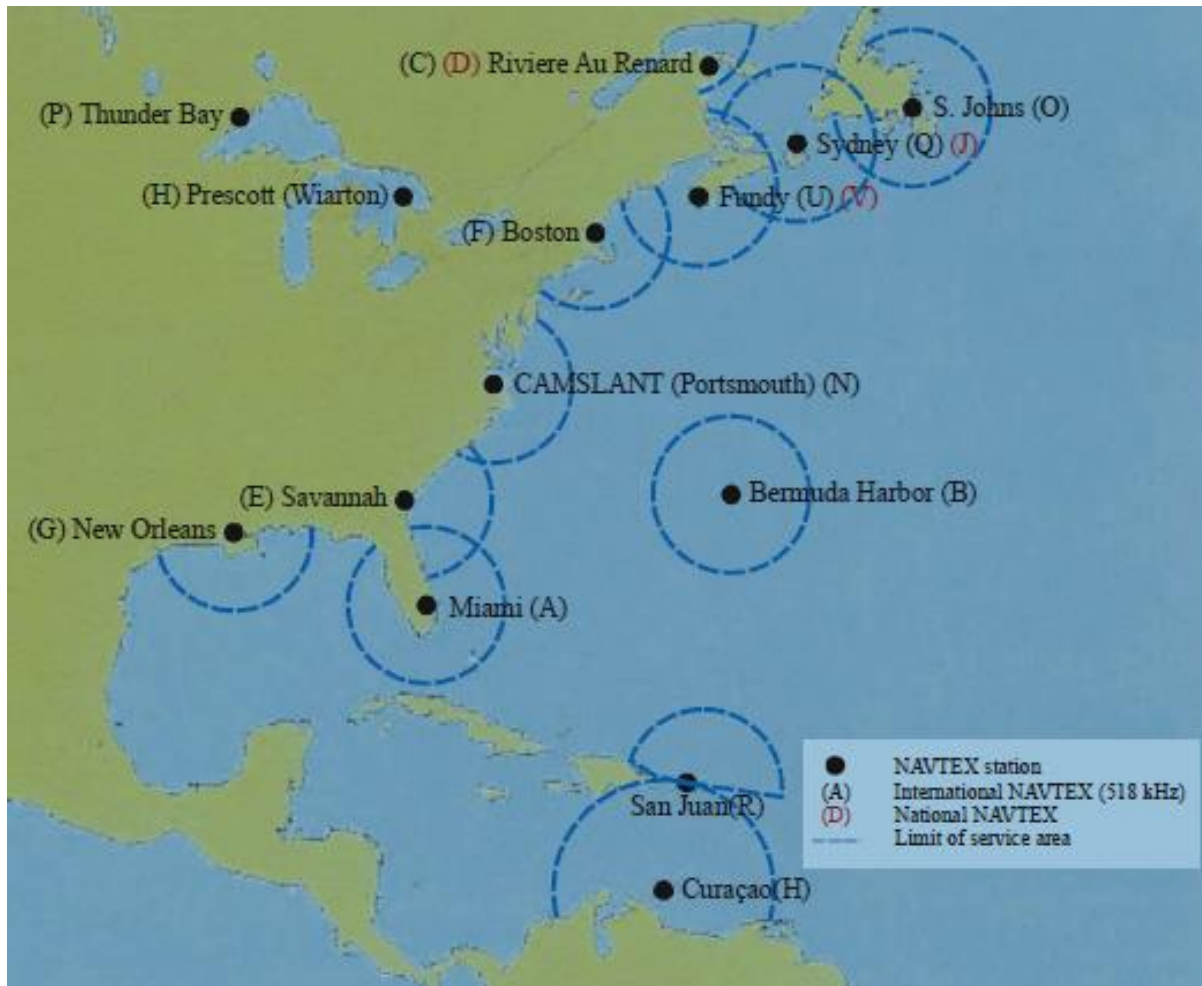 (C) (D) Riviere Au Renard
(P) Thunder Bay
S. Johns (O)
Sydney (Q) (J)
(H) Prescott (Wiarton)
Fundy (U) (V)
(F) Boston
CAMSLANT (Portsmouth) (N)
(E) Savannah
Bermuda Harbor (B)
(G) New Orleans
Miami (A)
San Juan(R)
Curaçao(H)
NAVTEX station
(A) International NAVTEX (518 kHz)
(D) National NAVTEX
Limit of service area